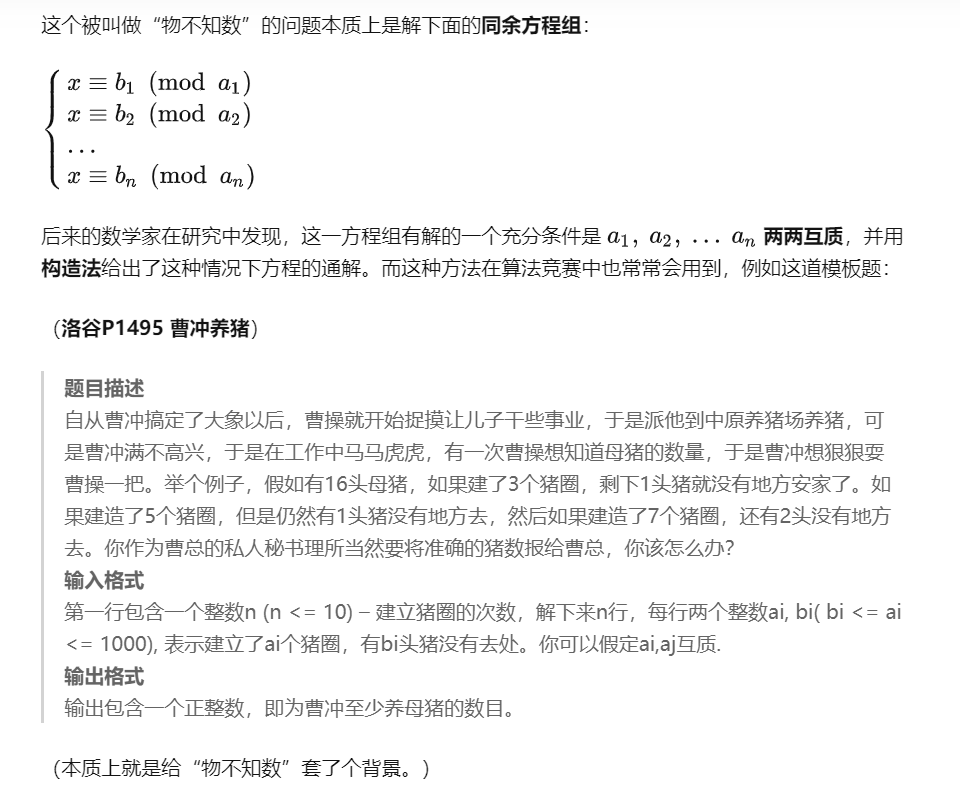 这个被叫做“物不知数”的问题本质上是解下面的同余方程组：
x ≡ b₁ (mod a₁)
x ≡ b₂ (mod a₂)
...
x ≡ bₙ (mod aₙ)
后来的数学家在研究中发现，这一方程组有解的一个充分条件是 a₁, a₂, ... aₙ 两两互质，并用
构造法给出了这种情况下方程的通解。而这种方法在算法竞赛中也常常会用到，例如这道模板题：
（洛谷P1495 曹冲养猪）
题目描述
自从曹冲搞定了大象以后，曹操就开始捉摸让儿子干些事业，于是派他到中原养猪场养猪，可
是曹冲满不高兴，于是在工作中马马虎虎，有一次曹操想知道母猪的数量，于是曹冲想狠狠耍
曹操一把。举个例子，假如有16头母猪，如果建了3个猪圈，剩下1头猪就没有地方安家了。如
果建造了5个猪圈，但是仍然有1头猪没有地方去，然后如果建造了7个猪圈，还有2头没有地方
去。你作为曹总的私人秘书理所当然要将准确的猪数报给曹总，你该怎么办？
输入格式
第一行包含一个整数n (n <= 10) – 建立猪圈的次数，解下来n行，每行两个整数ai, bi( bi <= ai
<= 1000), 表示建立了ai个猪圈，有bi头猪没有去处。你可以假定ai,aj互质.
输出格式
输出包含一个正整数，即为曹冲至少养母猪的数目。
（本质上就是给“物不知数”套了个背景。）